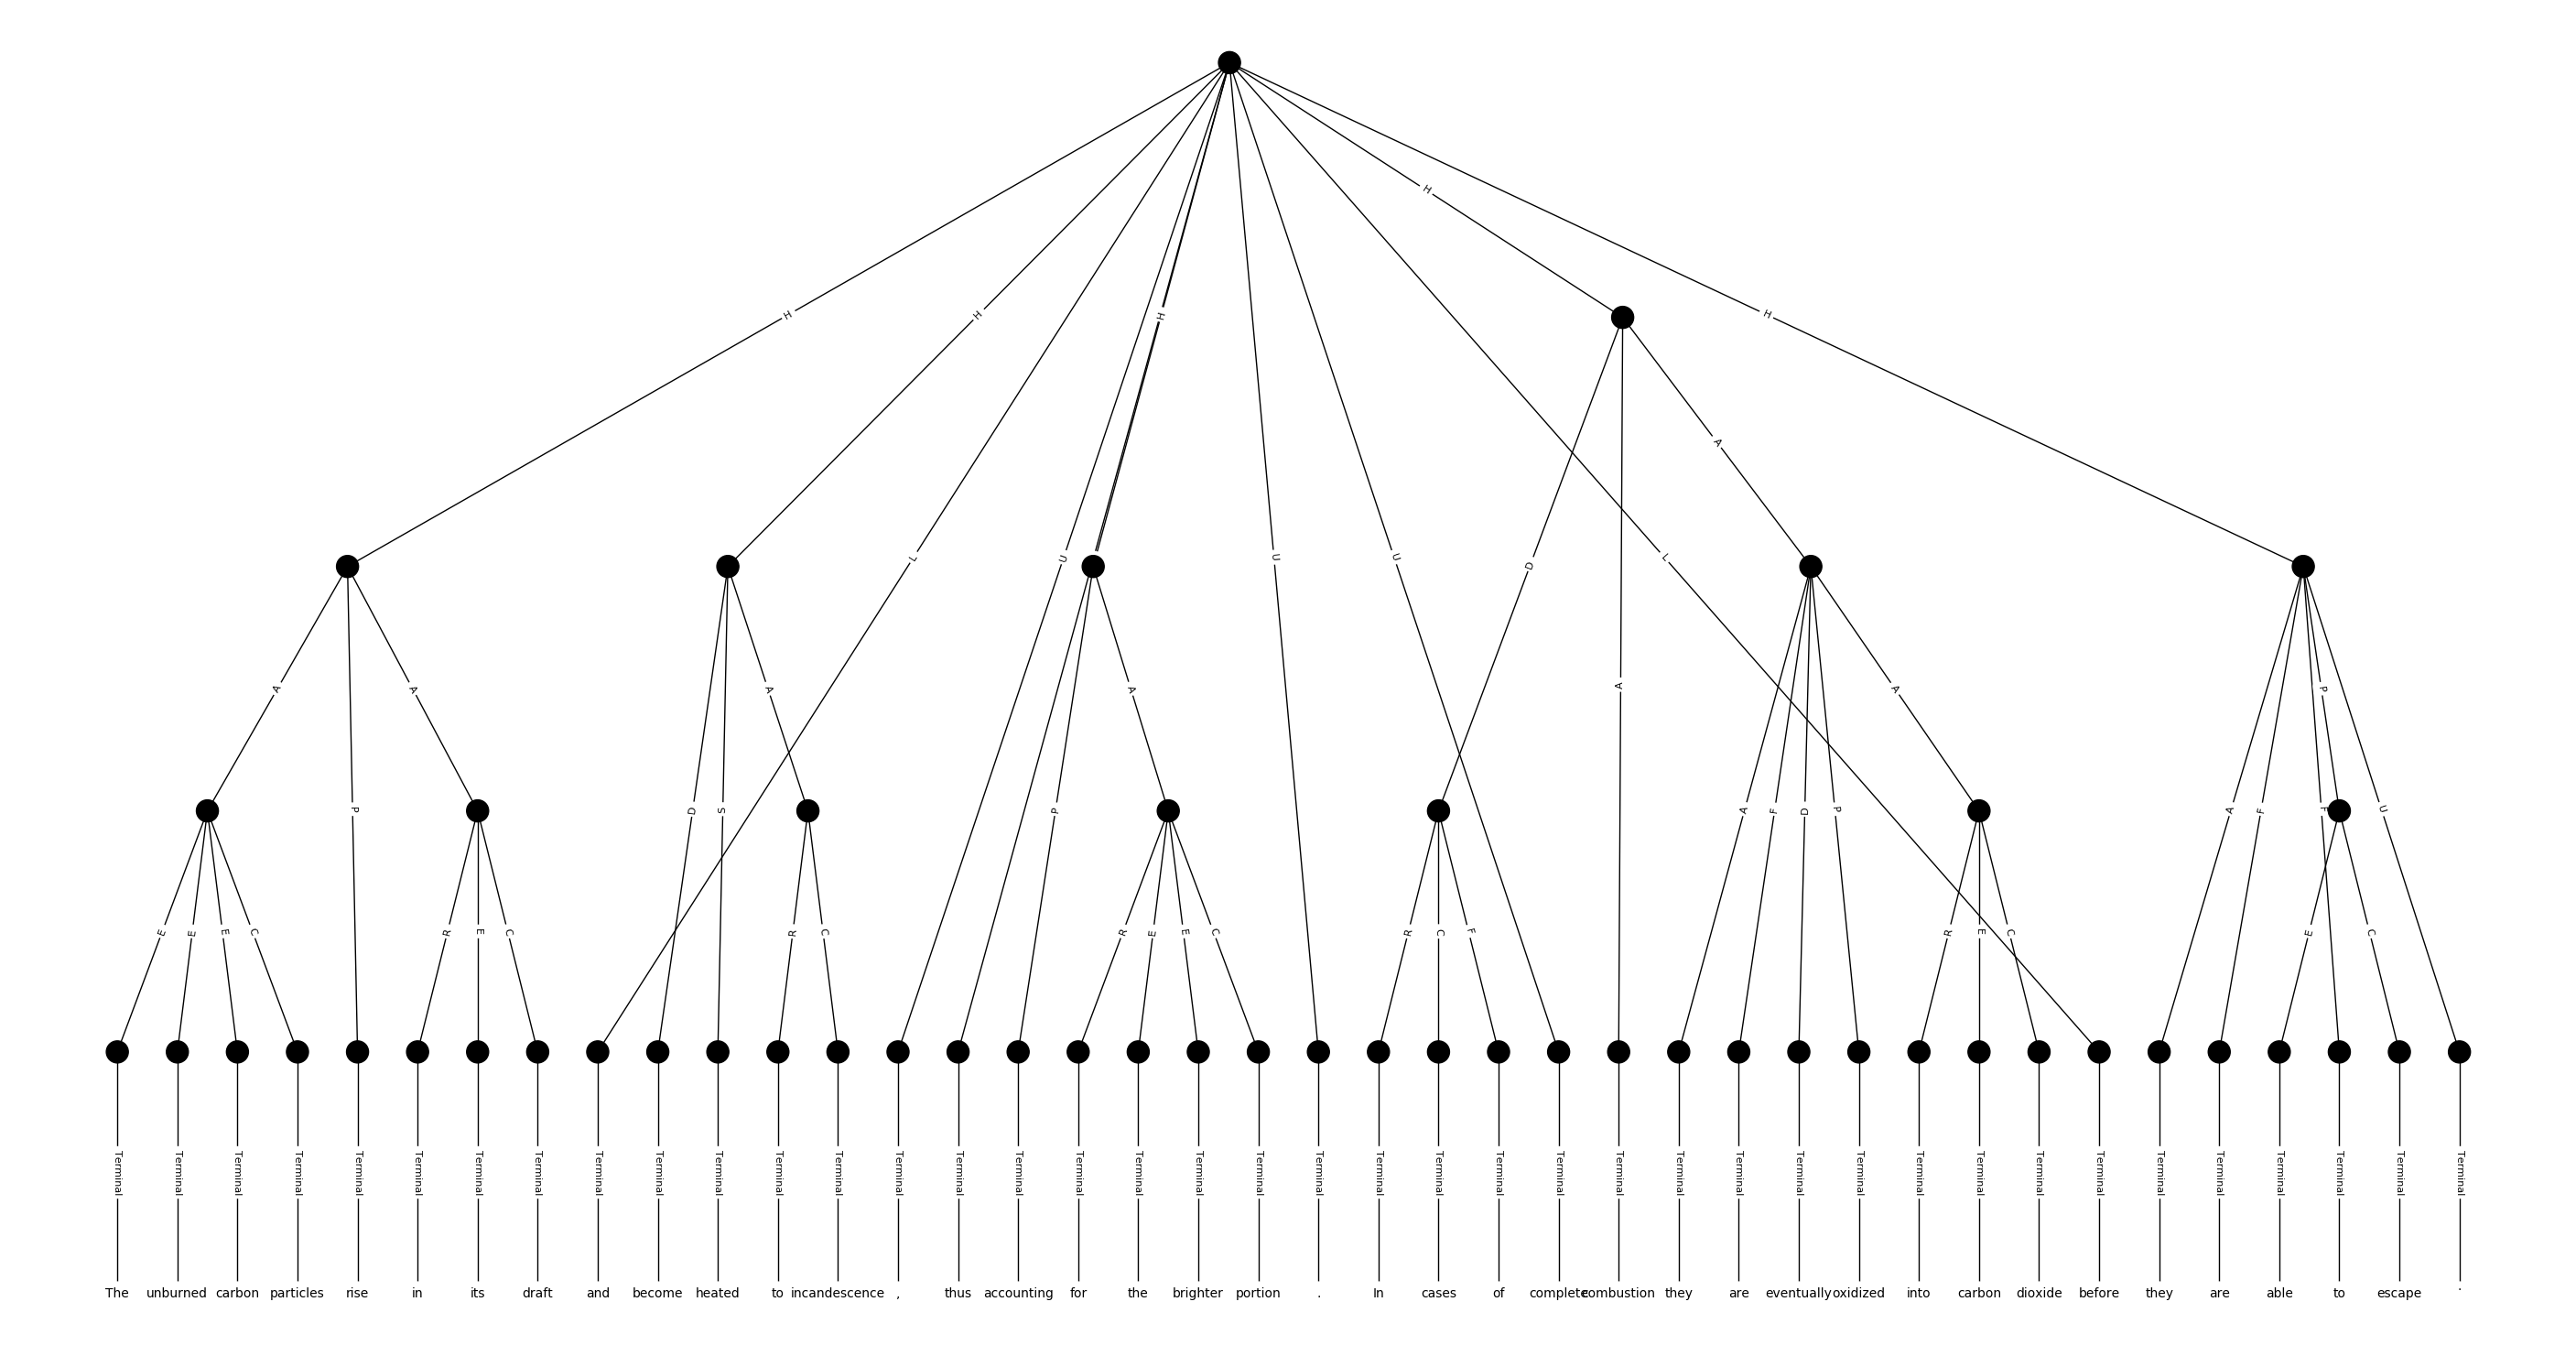 H H H H H
A L U U U L D A
A A A A A P
P D S P A F D P A F F U
E E E C R E C R C R E E C R C F R E C E C
Terminal Terminal Terminal Terminal Terminal Terminal Terminal Terminal Terminal Terminal Terminal Terminal Terminal Terminal Terminal Terminal Terminal Terminal Terminal Terminal Terminal Terminal Terminal Terminal Terminal Terminal Terminal Terminal Terminal Terminal Terminal Terminal Terminal Terminal Terminal Terminal Terminal Terminal Terminal Terminal
The unburned carbon particles rise in its draft and become heated to incandescence , thus accounting for the brighter portion . In cases of complete combustion they are eventually oxidized into carbon dioxide before they are able to escape .